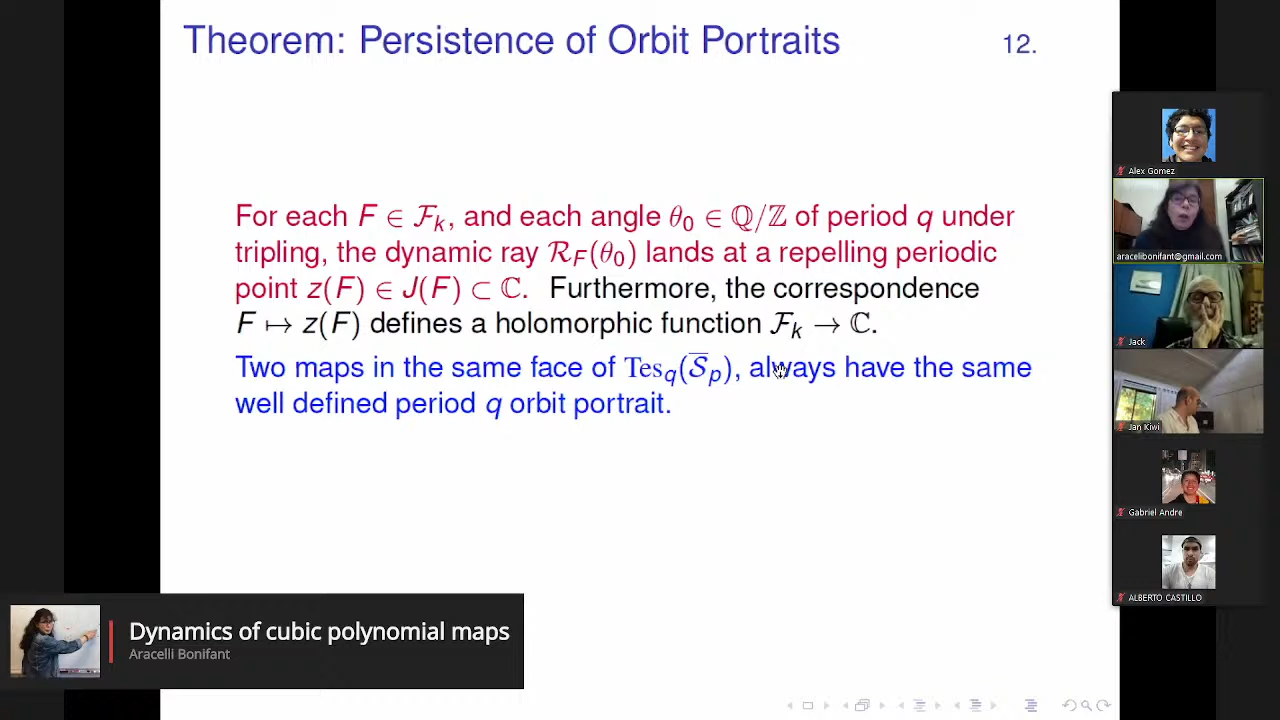 Theorem: Persistence of Orbit Portraits 12.
For each F ∈ ℱₖ, and each angle θ₀ ∈ ℚ/ℤ of period q under
tripling, the dynamic ray ℛ_F(θ₀) lands at a repelling periodic
point z(F) ∈ J(F) ⊂ ℂ. Furthermore, the correspondence
F ↦ z(F) defines a holomorphic function ℱₖ → ℂ.
Two maps in the same face of Tes_q(S̅_p), always have the same
well defined period q orbit portrait.
Alex Gomez
aracelibonifant@gmail.com
Jack
Jan Kiwi
Gabriel Andre
ALBERTO CASTILLO
Dynamics of cubic polynomial maps
Aracelli Bonifant